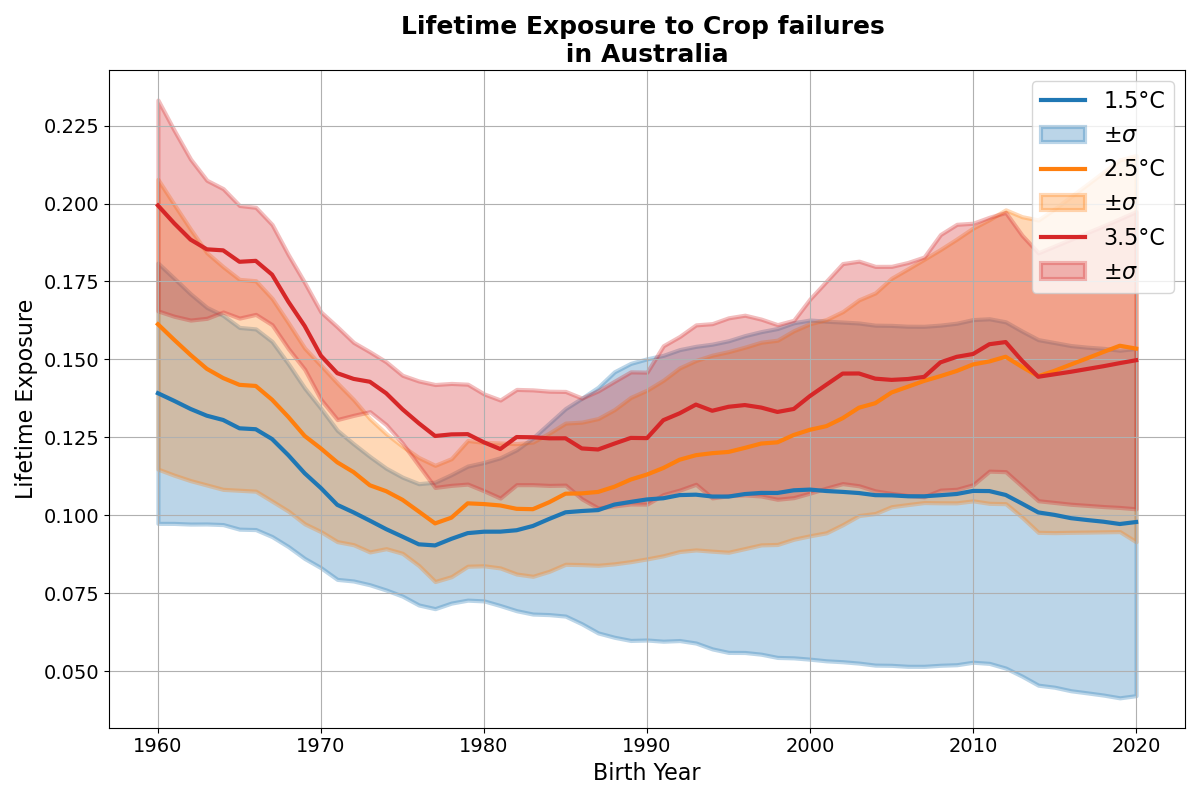 Lifetime Exposure to Crop failures
in Australia
1.5°C
±σ
2.5°C
±σ
3.5°C
±σ
Lifetime Exposure
0.225
0.200
0.175
0.150
0.125
0.100
0.075
0.050
1960 1970 1980 1990 2000 2010 2020
Birth Year